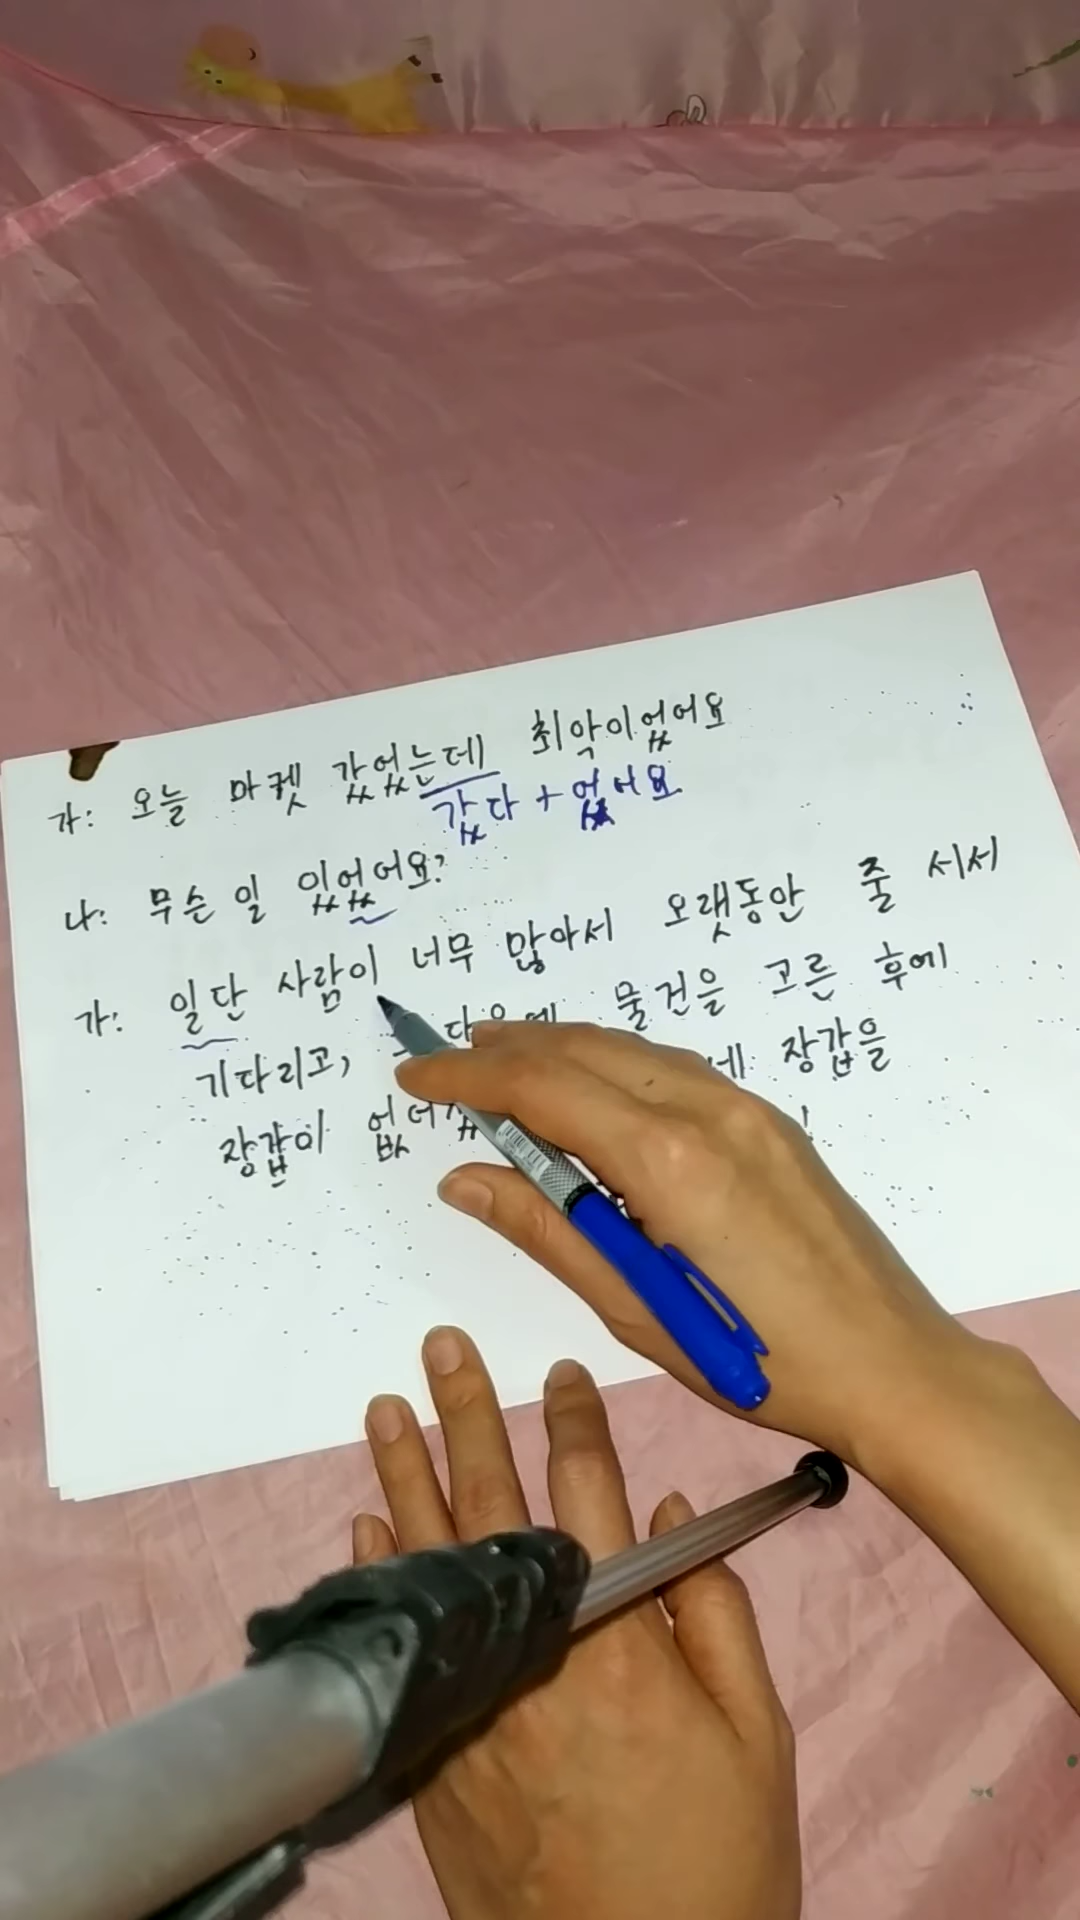 가: 오늘 마켓 갔었는데 최악이었어요
갔다 + 었어요
나: 무슨 일 있었어요?
가: 일단 사람이 너무 많아서 오랫동안 줄 서서
기다리고, 물건을 고른 후에
장갑이 장갑을